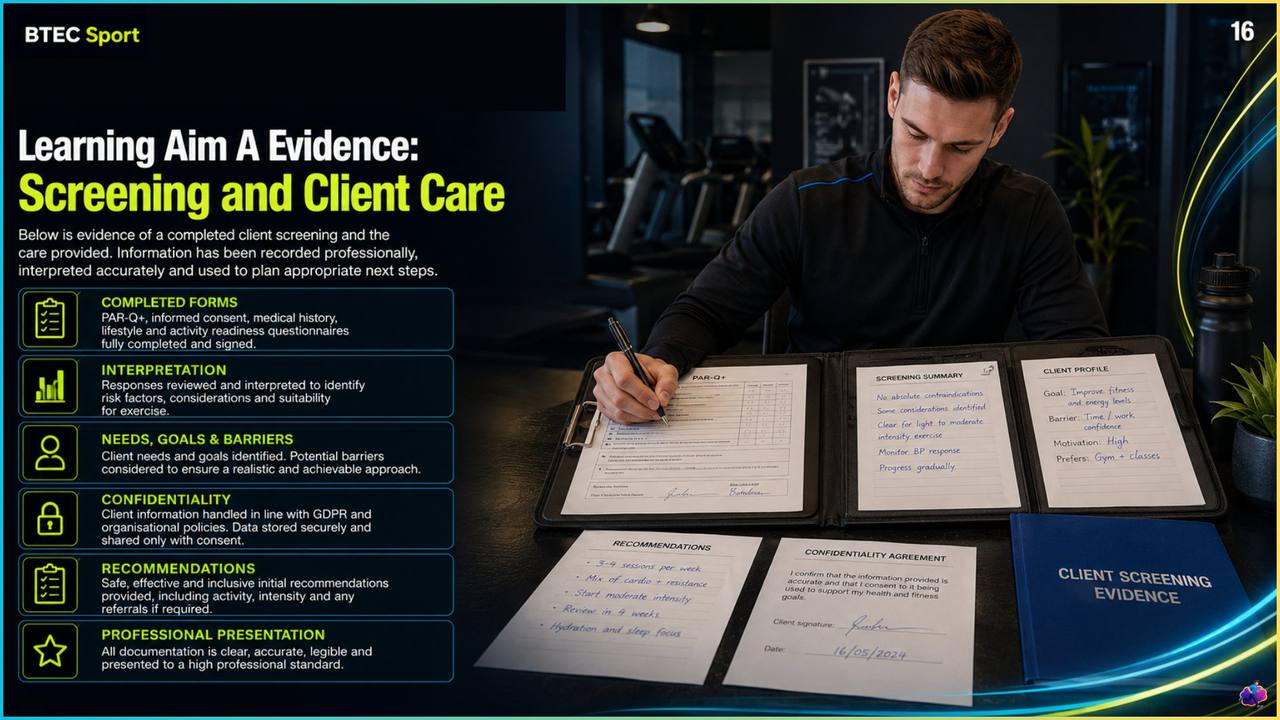 BTEC Sport
16
Learning Aim A Evidence:
Screening and Client Care
Below is evidence of a completed client screening and the
care provided. Information has been recorded professionally,
interpreted accurately and used to plan appropriate next steps.
COMPLETED FORMS
PAR-Q+, informed consent, medical history,
lifestyle and activity readiness questionnaires
fully completed and signed.
INTERPRETATION
Responses reviewed and interpreted to identify
risk factors, considerations and suitability
for exercise.
NEEDS, GOALS & BARRIERS
Client needs and goals identified. Potential barriers
considered to ensure a realistic and achievable approach.
CONFIDENTIALITY
Client information handled in line with GDPR and
organisational policies. Data stored securely and
shared only with consent.
RECOMMENDATIONS
Safe, effective and inclusive initial recommendations
provided, including activity, intensity and any
referrals if required.
PROFESSIONAL PRESENTATION
All documentation is clear, accurate, legible and
presented to a high professional standard.
PAR-Q+
SCREENING SUMMARY
No absolute contraindications
Some considerations identified
Clear for light to moderate
intensity exercise
Monitor BP response
Progress gradually
CLIENT PROFILE
Goal: Improve fitness
and energy levels
Barrier: Time / work
confidence
Motivation: High
Prefers: Gym + classes
RECOMMENDATIONS
• 3-4 sessions per week
• Mix of cardio + resistance
• Start moderate intensity
• Review in 4 weeks
• Hydration and sleep focus
CONFIDENTIALITY AGREEMENT
I confirm that the information provided is
accurate and that I consent to it being
used to support my health and fitness
goals.
Client signature:
Date: 16/05/2024
CLIENT SCREENING
EVIDENCE